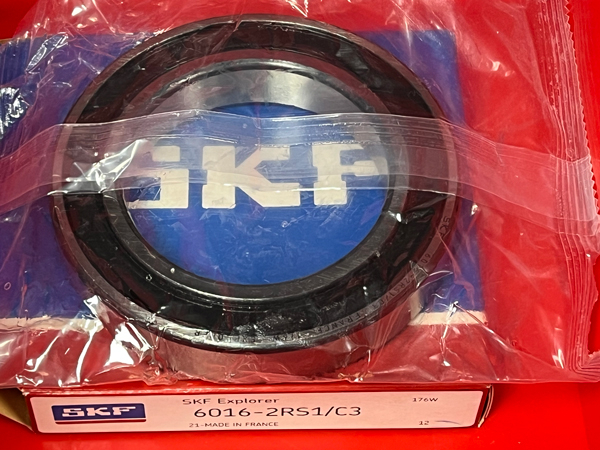 SKF
SKF Explorer
176W
SKF
6016-2RS1/C3
21-MADE IN FRANCE
12